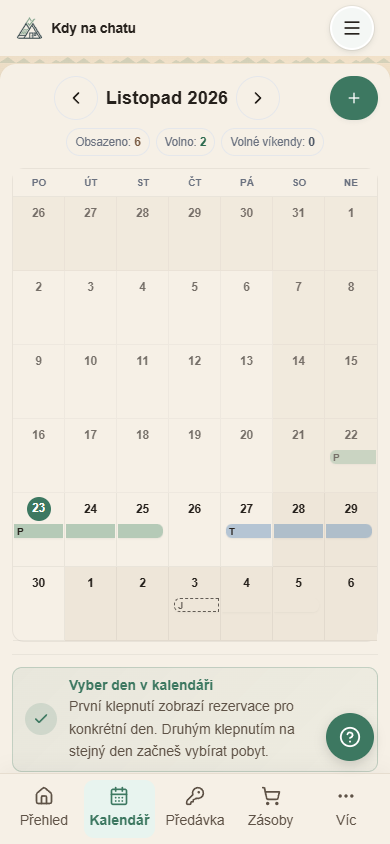 Kdy na chatu
Listopad 2026
Obsazeno: 6 Volno: 2 Volné víkendy: 0
PO ÚT ST ČT PÁ SO NE
26 27 28 29 30 31 1
2 3 4 5 6 7 8
9 10 11 12 13 14 15
16 17 18 19 20 21 22
P
23 24 25 26 27 28 29
P T
30 1 2 3 4 5 6
J
Vyber den v kalendáři
První klepnutí zobrazí rezervace pro
konkrétní den. Druhým klepnutím na
stejný den začneš vybírat pobyt.
Přehled Kalendář Předávka Zásoby Víc